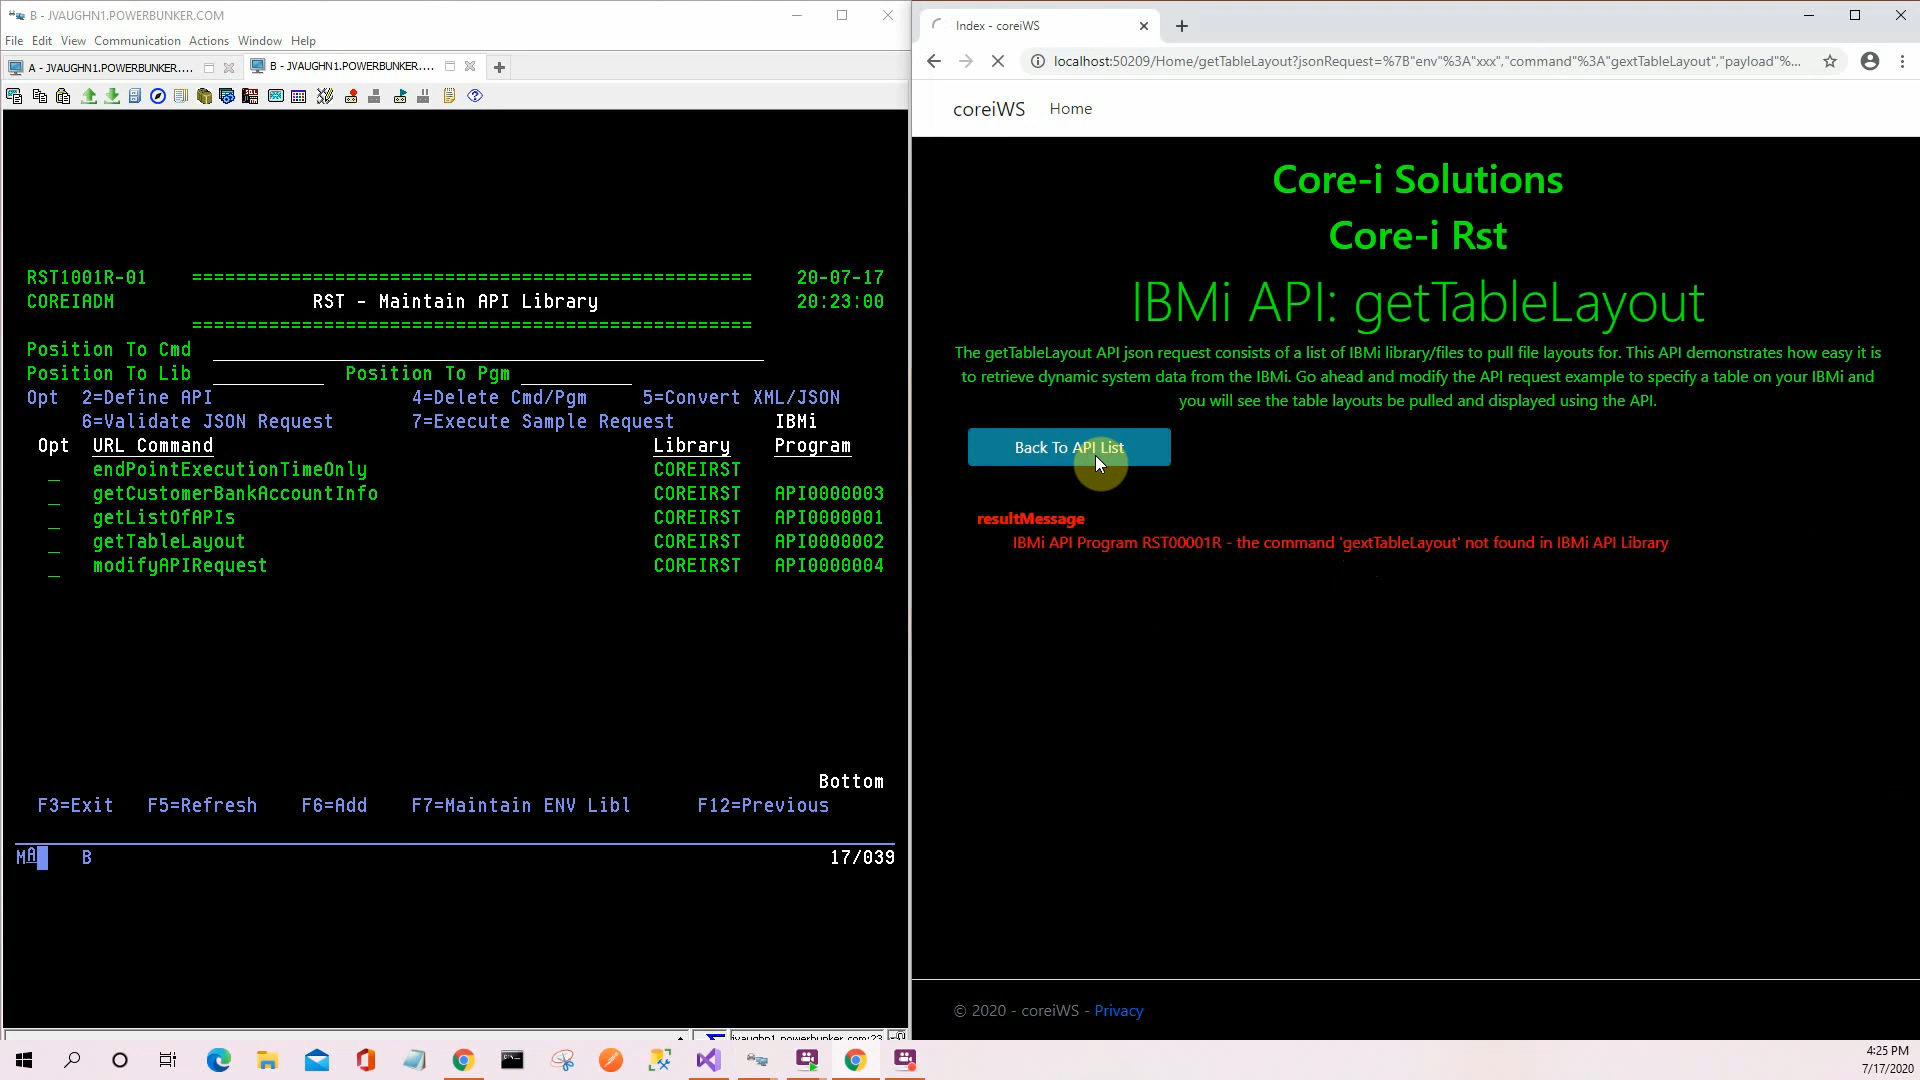 B - JVAUGHN1.POWERBUNKER.COM
File Edit View Communication Actions Window Help
A - JVAUGHN1.POWERBUNKER....
B - JVAUGHN1.POWERBUNKER....
RST1001R-01 =================================================== 20-07-17
COREIADM RST - Maintain API Library 20:23:00
===================================================
Position To Cmd
Position To Lib Position To Pgm
Opt 2=Define API 4=Delete Cmd/Pgm 5=Convert XML/JSON
6=Validate JSON Request 7=Execute Sample Request IBMi
Opt URL Command Library Program
_ endPointExecutionTimeOnly COREIRST
_ getCustomerBankAccountInfo COREIRST API0000003
_ getListOfAPIs COREIRST API0000001
_ getTableLayout COREIRST API0000002
_ modifyAPIRequest COREIRST API0000004
Bottom
F3=Exit F5=Refresh F6=Add F7=Maintain ENV Libl F12=Previous
MA B 17/039
Index - coreiWS
localhost:50209/Home/getTableLayout?jsonRequest=%7B"env"%3A"xxx","command"%3A"gextTableLayout","payload"%...
coreiWS Home
Core-i Solutions
Core-i Rst
IBMi API: getTableLayout
The getTableLayout API json request consists of a list of IBMi library/files to pull file layouts for. This API demonstrates how easy it is
to retrieve dynamic system data from the IBMi. Go ahead and modify the API request example to specify a table on your IBMi and
you will see the table layouts be pulled and displayed using the API.
Back To API List
resultMessage
IBMi API Program RST00001R - the command 'gextTableLayout' not found in IBMi API Library
© 2020 - coreiWS - Privacy
4:25 PM
7/17/2020